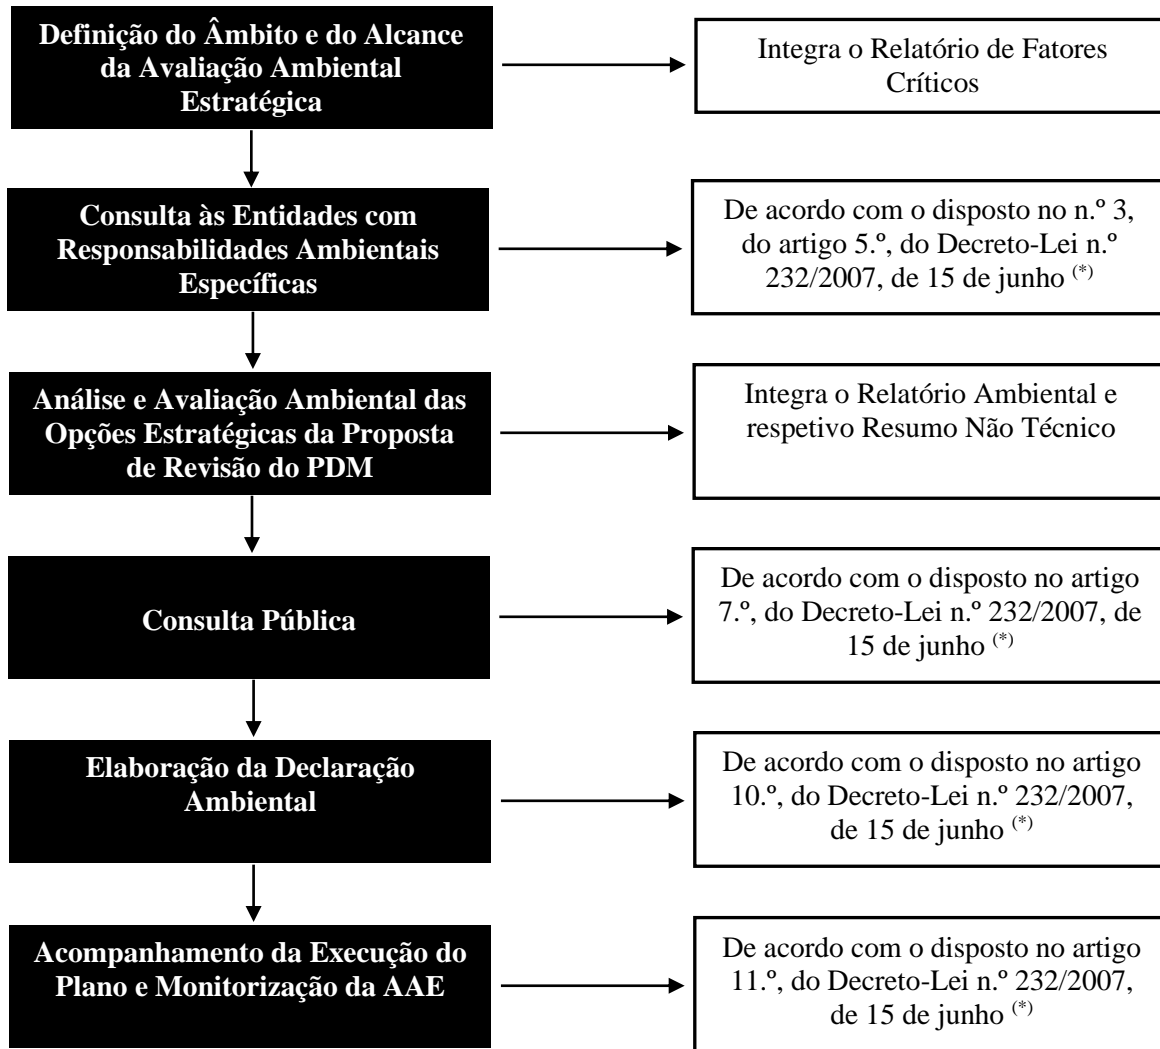 Definição do Âmbito e do Alcance
da Avaliação Ambiental
Estratégica
Integra o Relatório de Fatores
Críticos
Consulta às Entidades com
Responsabilidades Ambientais
Específicas
De acordo com o disposto no n.º 3,
do artigo 5.º, do Decreto-Lei n.º
232/2007, de 15 de junho (*)
Análise e Avaliação Ambiental das
Opções Estratégicas da Proposta
de Revisão do PDM
Integra o Relatório Ambiental e
respetivo Resumo Não Técnico
Consulta Pública
De acordo com o disposto no artigo
7.º, do Decreto-Lei n.º 232/2007, de
15 de junho (*)
Elaboração da Declaração
Ambiental
De acordo com o disposto no artigo
10.º, do Decreto-Lei n.º 232/2007,
de 15 de junho (*)
Acompanhamento da Execução do
Plano e Monitorização da AAE
De acordo com o disposto no artigo
11.º, do Decreto-Lei n.º 232/2007,
de 15 de junho (*)